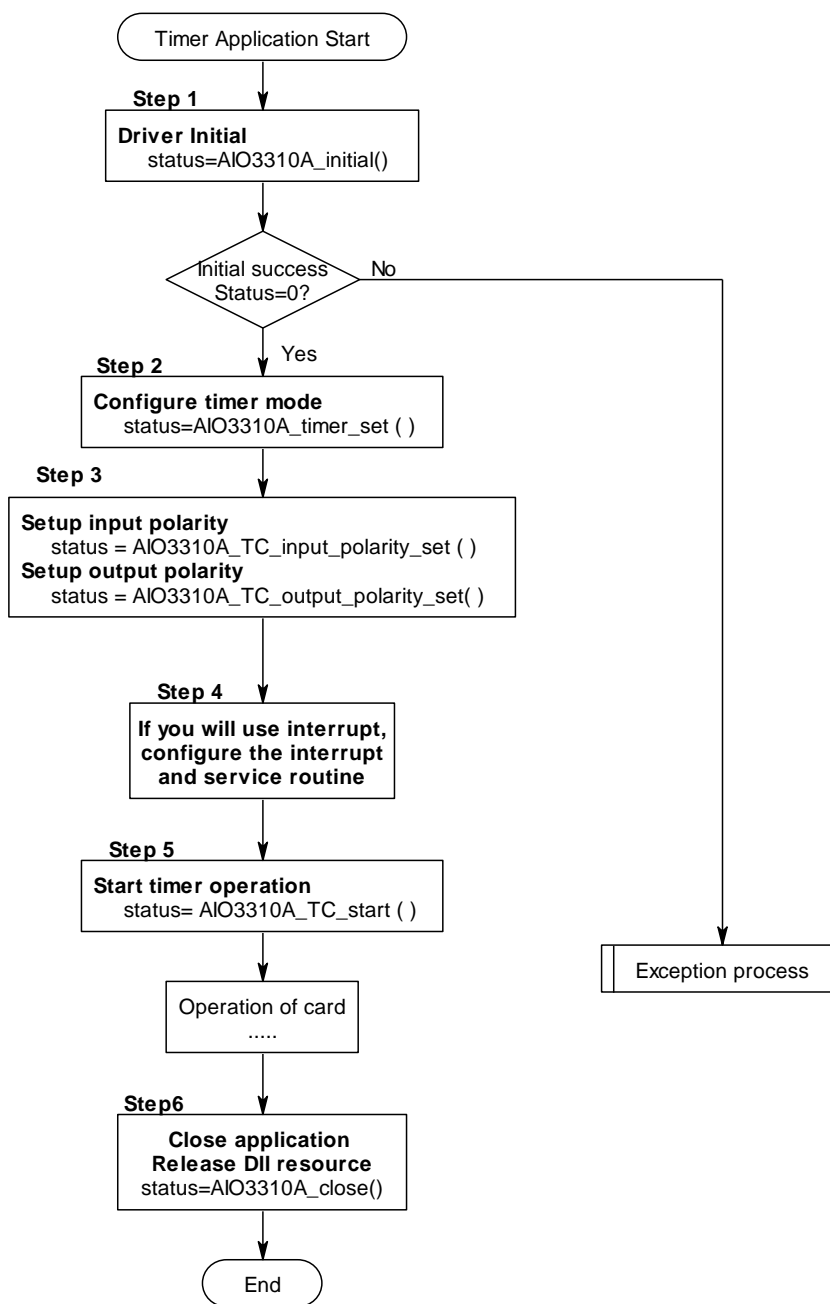 Timer Application Start
Step 1
Driver Initial
status=AIO3310A_initial()
Initial success
Status=0?
No
Yes
Step 2
Configure timer mode
status=AIO3310A_timer_set ( )
Step 3
Setup input polarity
status = AIO3310A_TC_input_polarity_set ( )
Setup output polarity
status = AIO3310A_TC_output_polarity_set( )
Step 4
If you will use interrupt,
configure the interrupt
and service routine
Step 5
Start timer operation
status= AIO3310A_TC_start ( )
Exception process
Operation of card
.....
Step6
Close application
Release Dll resource
status=AIO3310A_close()
End